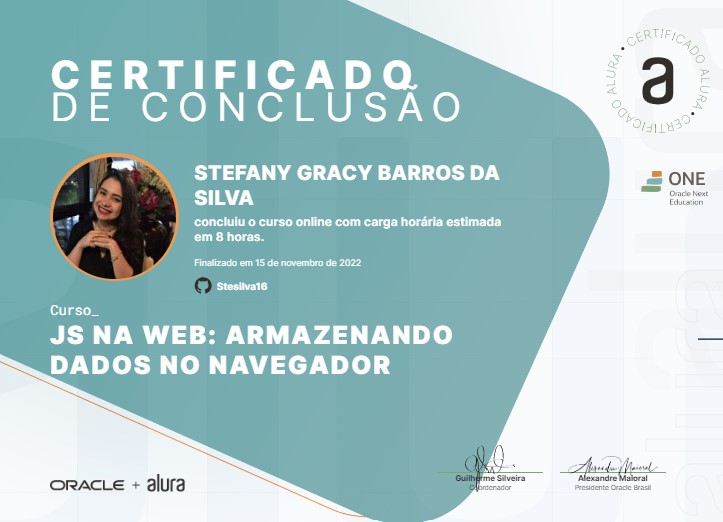 CERTIFICADO
DE CONCLUSÃO
CERTIFICADO ALURA • CERTIFICADO ALURA •
a
ONE
Oracle Next
Education
STEFANY GRACY BARROS DA
SILVA
concluiu o curso online com carga horária estimada
em 8 horas.
Finalizado em 15 de novembro de 2022
Stesilva16
Curso_
JS NA WEB: ARMAZENANDO
DADOS NO NAVEGADOR
ORACLE + alura
Guilherme Silveira
Coordenador
Alexandre Maioral
Presidente Oracle Brasil